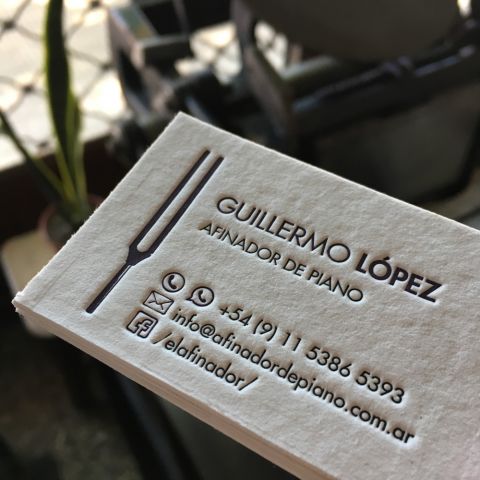 GUILLERMO LÓPEZ
AFINADOR DE PIANO
+54 (9) 11 5386 5393
info@afinadordepiano.com.ar
/elafinador/